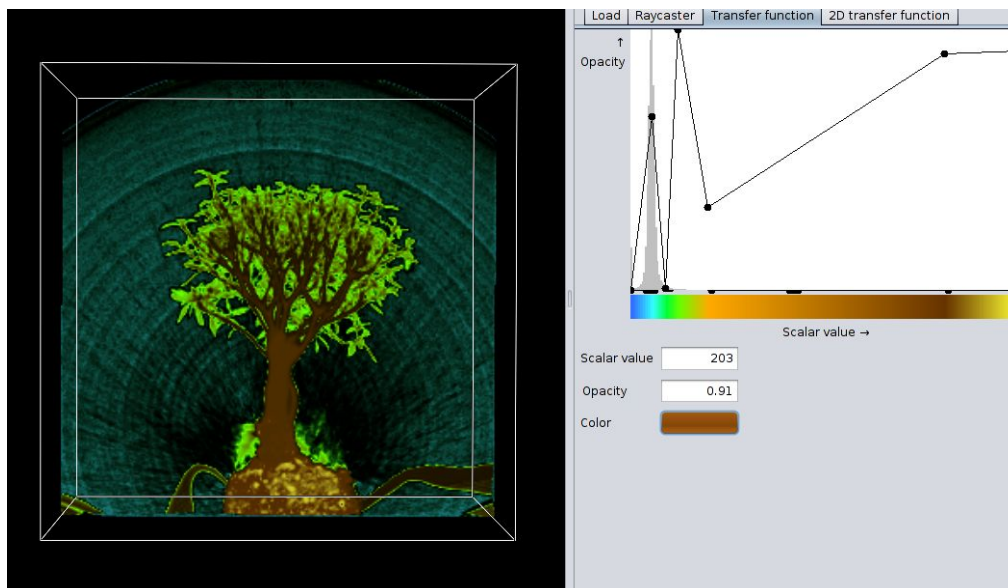 Load Raycaster Transfer function 2D transfer function
↑
Opacity
Scalar value →
Scalar value 203
Opacity 0.91
Color